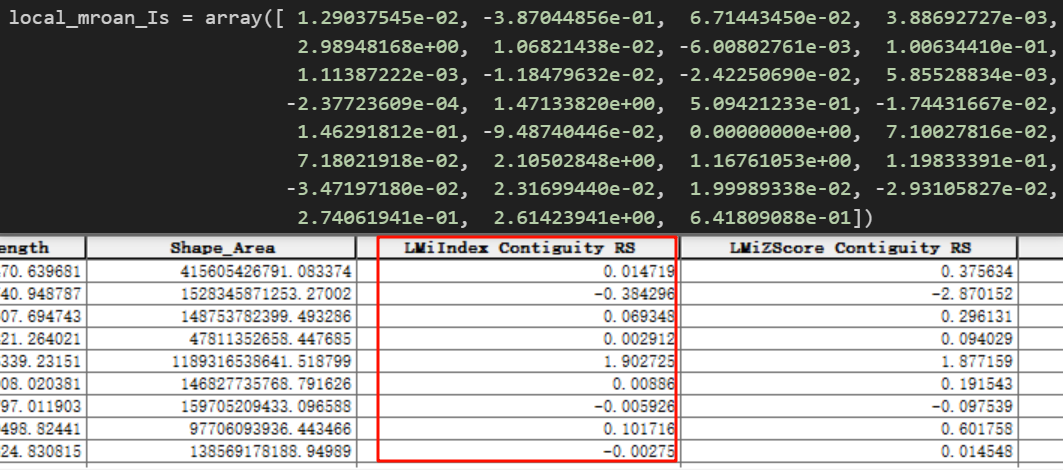 local_mroan_Is = array([ 1.29037545e-02, -3.87044856e-01, 6.71443450e-02, 3.88692727e-03,
2.98948168e+00, 1.06821438e-02, -6.00802761e-03, 1.00634410e-01,
1.11387222e-03, -1.18479632e-02, -2.42250690e-02, 5.85528834e-03,
-2.37723609e-04, 1.47133820e+00, 5.09421233e-01, -1.74431667e-02,
1.46291812e-01, -9.48740446e-02, 0.00000000e+00, 7.10027816e-02,
7.18021918e-02, 2.10502848e+00, 1.16761053e+00, 1.19833391e-01,
-3.47197180e-02, 2.31699440e-02, 1.99989338e-02, -2.93105827e-02,
2.74061941e-01, 2.61423941e+00, 6.41809088e-01])
ength Shape_Area LMiIndex Contiguity RS LMiZScore Contiguity RS
70.639681 415605426791.083374 0.014719 0.375634
40.948787 1528345871253.27002 -0.384296 -2.870152
07.694743 148753782399.493286 0.069348 0.296131
21.264021 47811352658.447685 0.002912 0.094029
339.23151 1189316538641.518799 1.902725 1.877159
08.020381 146827735768.791626 0.00886 0.191543
97.011903 159705209433.096588 -0.005926 -0.097539
498.82441 97706093936.443466 0.101716 0.601758
24.830815 138569178188.94989 -0.00275 0.014548